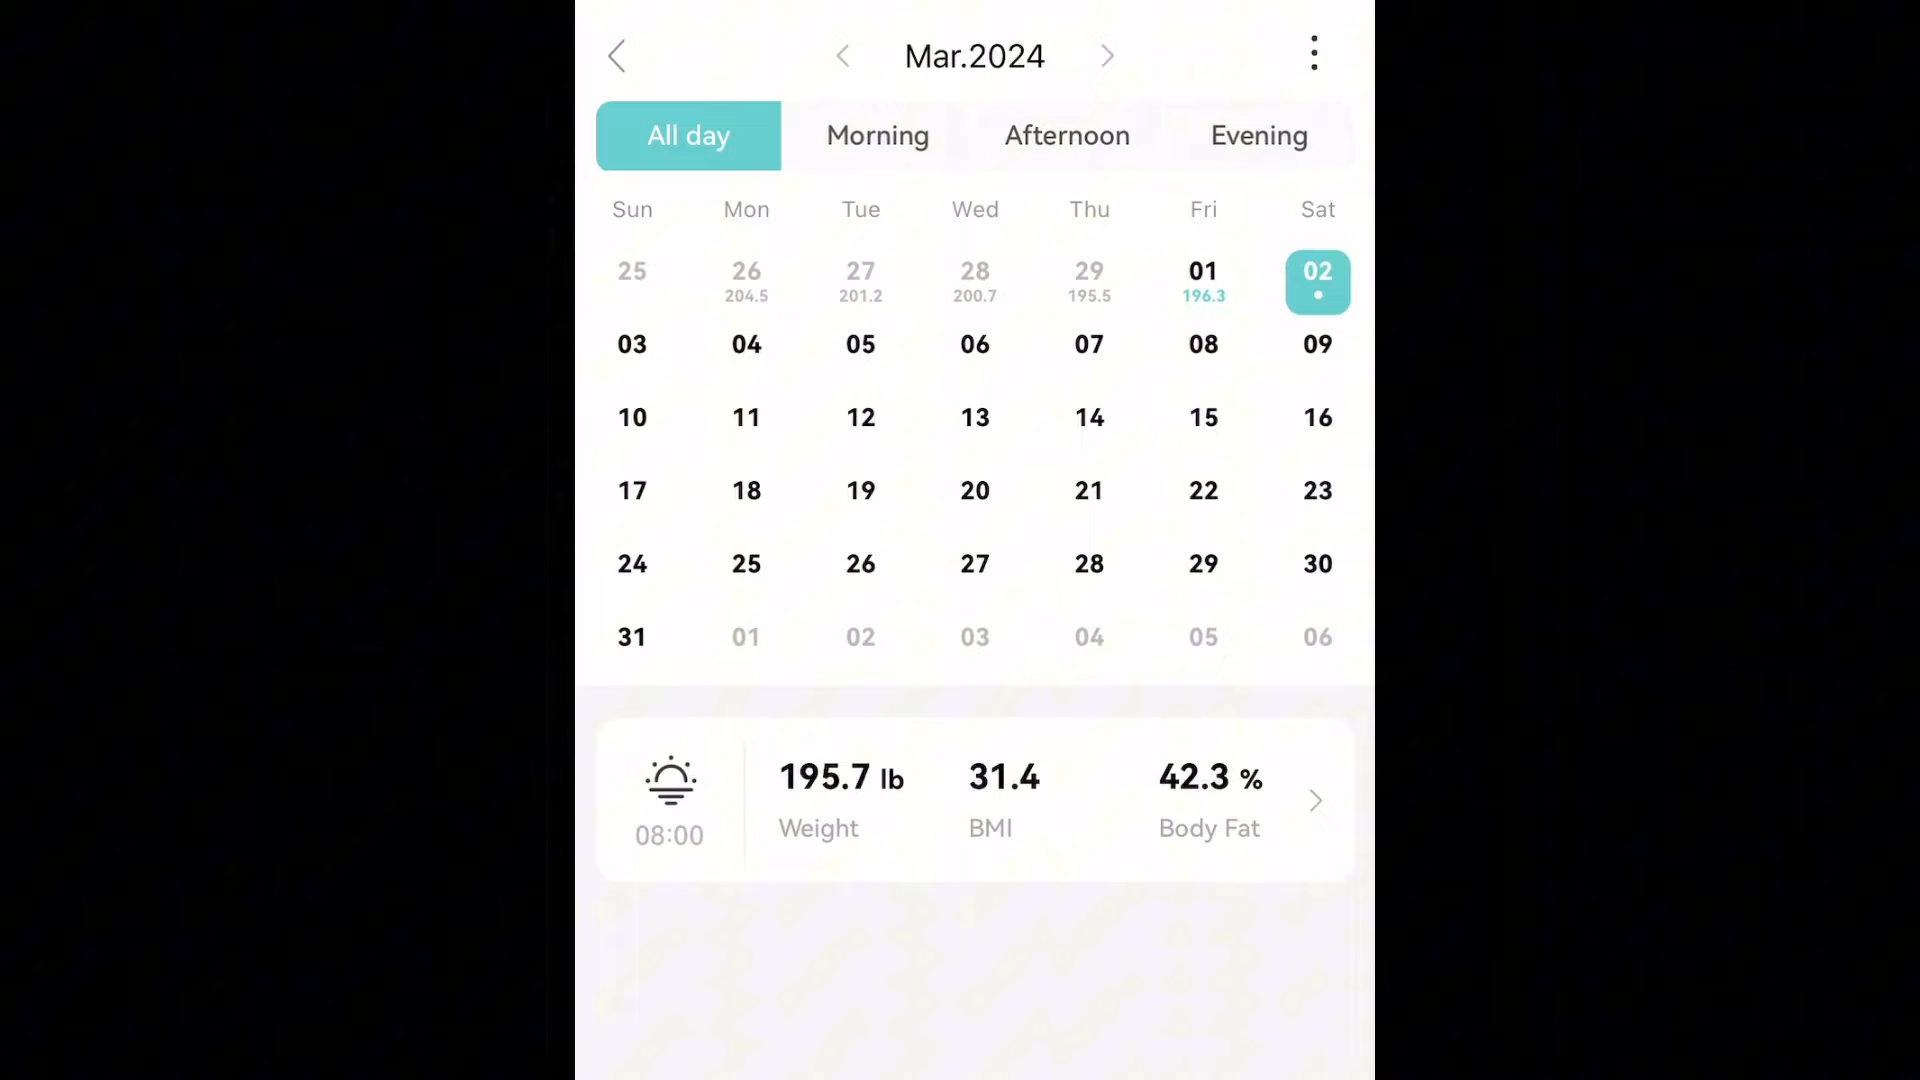 Mar.2024
All day Morning Afternoon Evening
Sun Mon Tue Wed Thu Fri Sat
25 26 27 28 29 01 02
204.5 201.2 200.7 195.5 196.3
03 04 05 06 07 08 09
10 11 12 13 14 15 16
17 18 19 20 21 22 23
24 25 26 27 28 29 30
31 01 02 03 04 05 06
195.7 lb 31.4 42.3 %
08:00 Weight BMI Body Fat